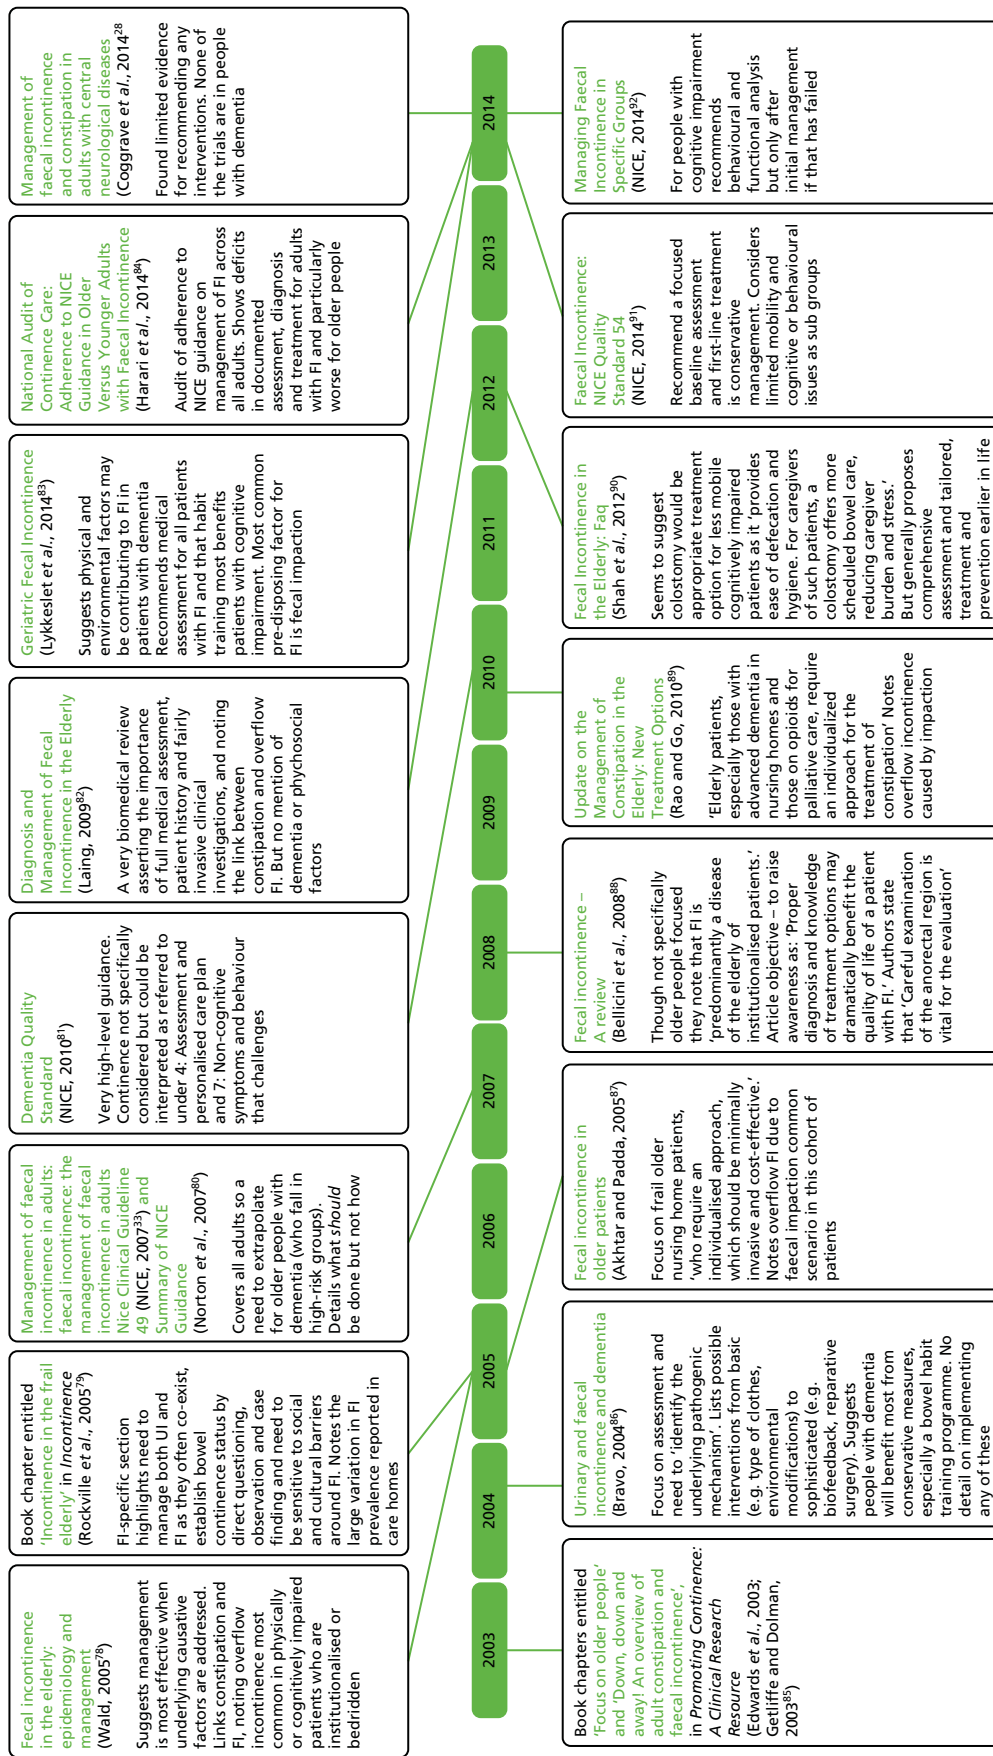 Fecal incontinence
in the elderly:
epidemiology and
management
(Wald, 2005⁷⁸)
Suggests management
is most effective when
underlying causative
factors are addressed.
Links constipation and
FI, noting overflow
incontinence most
common in physically
or cognitively impaired
patients who are
institutionalised or
bedridden
Book chapter entitled
‘Incontinence in the frail
elderly’ in Incontinence
(Rockville et al., 2005⁷⁹)
FI-specific section
highlights need to
manage both UI and
FI as they often co-exist,
establish bowel
continence status by
direct questioning,
observation and case
finding and need to
be sensitive to social
and cultural barriers
around FI. Notes the
large variation in FI
prevalence reported in
care homes
Management of faecal
incontinence in adults:
faecal incontinence: the
management of faecal
incontinence in adults
Nice Clinical Guideline
49 (NICE, 2007³³) and
Summary of NICE
Guidance
(Norton et al., 2007⁸⁰)
Covers all adults so a
need to extrapolate
for older people with
dementia (who fall in
high-risk groups).
Details what should
be done but not how
Dementia Quality
Standard
(NICE, 2010⁸¹)
Very high-level guidance.
Continence not specifically
considered but could be
interpreted as referred to
under 4: Assessment and
personalised care plan
and 7: Non-cognitive
symptoms and behaviour
that challenges
Diagnosis and
Management of Fecal
Incontinence in the Elderly
(Laing, 2009⁸²)
A very biomedical review
asserting the importance
of full medical assessment,
patient history and fairly
invasive clinical
investigations, and noting
the link between
constipation and overflow
FI. But no mention of
dementia or phychosocial
factors
Geriatric Fecal Incontinence
(Lykkeslet et al., 2014⁸³)
Suggests physical and
environmental factors may
be contributing to FI in
patients with dementia
Recommends medical
assessment for all patients
with FI and that habit
training most benefits
patients with cognitive
impairment. Most common
pre-disposing factor for
FI is fecal impaction
National Audit of
Continence Care:
Adherence to NICE
Guidance in Older
Versus Younger Adults
with Faecal Incontinence
(Harari et al., 2014⁸⁴)
Audit of adherence to
NICE guidance on
management of FI across
all adults. Shows deficits
in documented
assessment, diagnosis
and treatment for adults
with FI and particularly
worse for older people
Management of
faecal incontinence
and constipation in
adults with central
neurological diseases
(Coggrave et al., 2014²⁸
Found limited evidence
for recommending any
interventions. None of
the trials are in people
with dementia
2003
2004
2005
2006
2007
2008
2009
2010
2011
2012
2013
2014
Book chapters entitled
‘Focus on older people’
and ‘Down, down and
away! An overview of
adult constipation and
faecal incontinence’,
in Promoting Continence:
A Clinical Research
Resource
(Edwards et al., 2003;
Getliffe and Dolman,
2003⁸⁵)
Urinary and faecal
incontinence and dementia
(Bravo, 2004⁸⁶)
Focus on assessment and
need to ‘identify the
underlying pathogenic
mechanism’. Lists possible
interventions from basic
(e.g. type of clothes,
environmental
modifications) to
sophisticated (e.g.
biofeedback, reparative
surgery). Suggests
people with dementia
will benefit most from
conservative measures,
especially a bowel habit
training programme. No
detail on implementing
any of these
Fecal incontinence in
older patients
(Akhtar and Padda, 2005⁸⁷)
Focus on frail older
nursing home patients,
‘who require an
individualised approach,
which should be minimally
invasive and cost-effective.’
Notes overflow FI due to
faecal impaction common
scenario in this cohort of
patients
Fecal incontinence –
A review
(Bellicini et al., 2008⁸⁸)
Though not specifically
older people focused
they note that FI is
‘predominantly a disease
of the elderly of
institutionalised patients.’
Article objective – to raise
awareness as: ‘Proper
diagnosis and knowledge
of treatment options may
dramatically benefit the
quality of life of a patient
with FI.’ Authors state
that ‘Careful examination
of the anorectal region is
vital for the evaluation’
Update on the
Management of
Constipation in the
Elderly: New
Treatment Options
(Rao and Go, 2010⁸⁹)
‘Elderly patients,
especially those with
advanced dementia in
nursing homes and
those on opioids for
palliative care, require
an individualized
approach for the
treatment of
constipation’ Notes
overflow incontinence
caused by impaction
Fecal Incontinence in
the Elderly: Faq
(Shah et al., 2012⁹⁰)
Seems to suggest
colostomy would be
appropriate treatment
option for less mobile
cognitively impaired
patients as it ‘provides
ease of defecation and
hygiene. For caregivers
of such patients, a
colostomy offers more
scheduled bowel care,
reducing caregiver
burden and stress.’
But generally proposes
comprehensive
assessment and tailored,
treatment and
prevention earlier in life
Faecal Incontinence:
NICE Quality
Standard 54
(NICE, 2014⁹¹)
Recommend a focused
baseline assessment
and first-line treatment
is conservative
management. Considers
limited mobility and
cognitive or behavioural
issues as sub groups
Managing Faecal
Incontinence in
Specific Groups
(NICE, 2014⁹²)
For people with
cognitive impairment
recommends
behavioural and
functional analysis
but only after
initial management
if that has failed